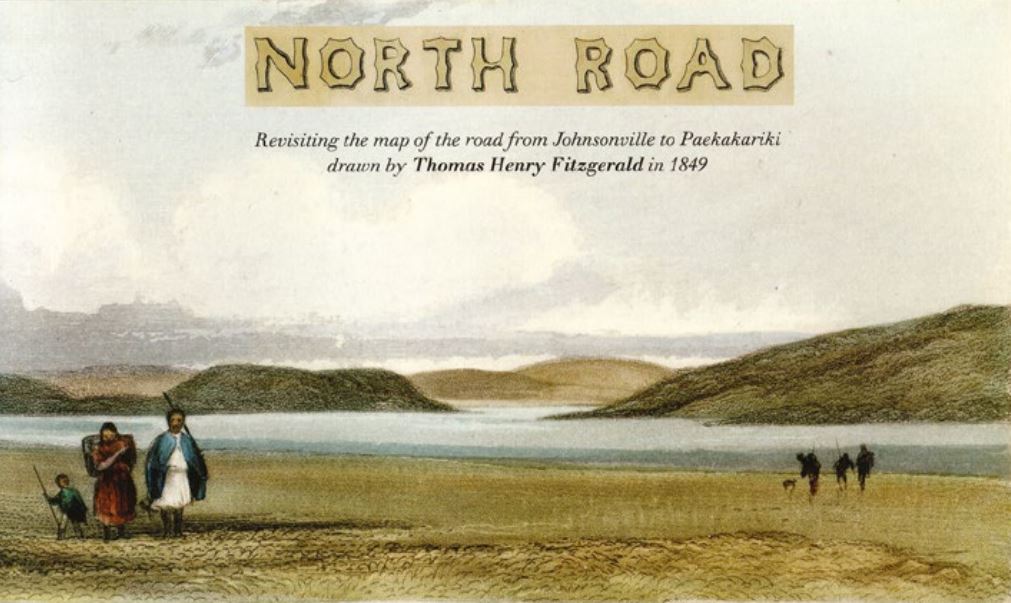 NORTH ROAD
Revisiting the map of the road from Johnsonville to Paekakariki
drawn by Thomas Henry Fitzgerald in 1849